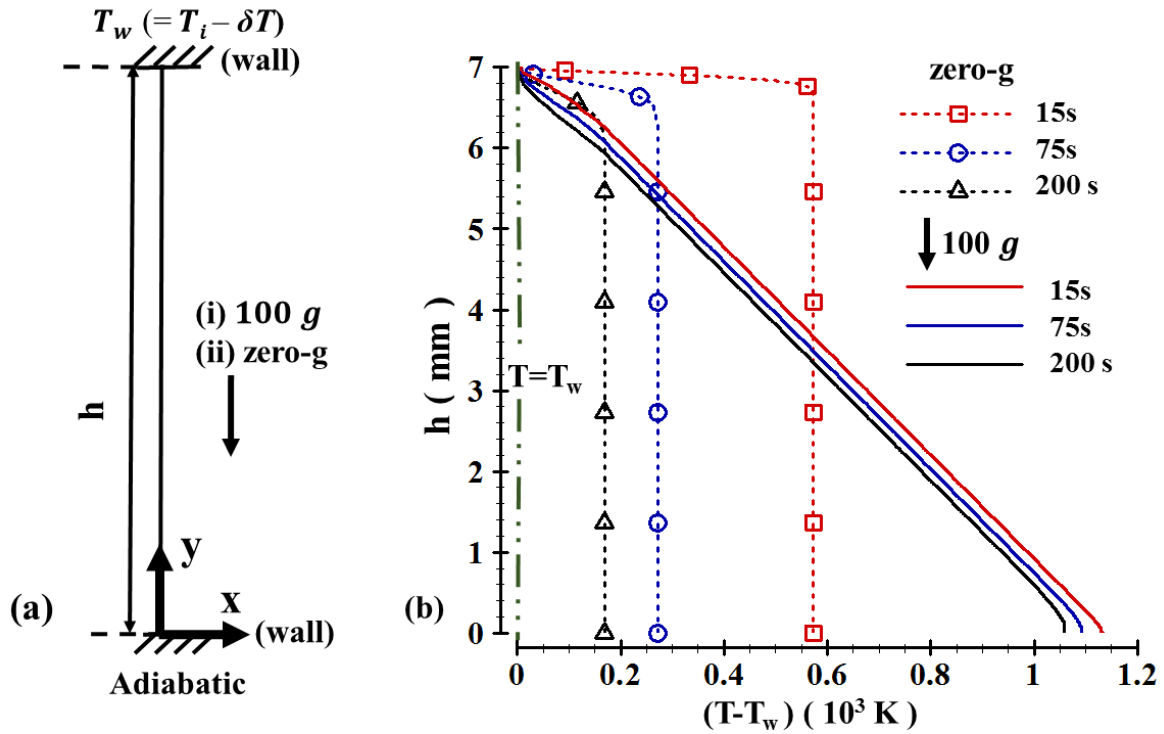 T_w (= T_i − δT)
(wall)
(i) 100 g
(ii) zero-g
h
y
x
(a)
(wall)
Adiabatic
7
6
5
4
3
2
1
0
h ( mm )
T=T_w
zero-g
15s
75s
200 s
100 g
15s
75s
200 s
(b)
0
0.2
0.4
0.6
0.8
1
1.2
(T-T_w) ( 10³ K )